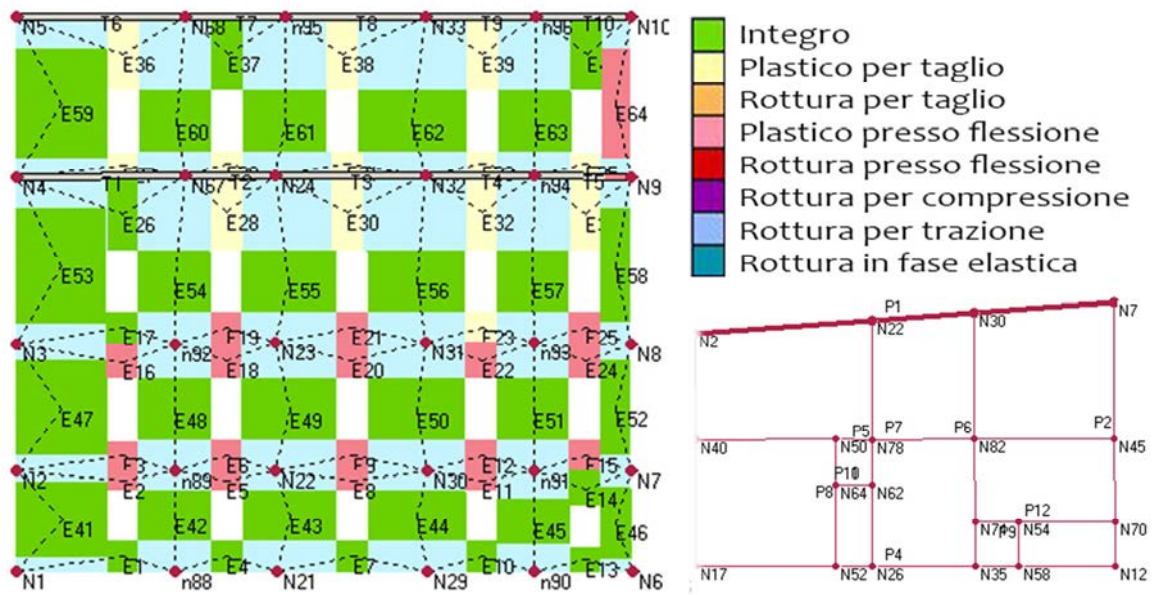 N5 T6 N68 T7 n95 T8 N33 T9 n96 T10 N10
E36 E37 E38 E39
E59 E60 E61 E62 E63 E64
N4 T1 N67 T2 N24 T3 N32 T4 n94 T5 N9
E26 E28 E30 E32
E53 E54 E55 E56 E57 E58
E17 F19 E21 E23 F25
N3 n92 N23 N31 n93 N8
E16 E18 E20 E22 E24
E47 E48 E49 E50 E51 E52
F3 E6 F9 E12 F15
N2 n89 N22 N30 n91 N7
E2 E5 E8 E11 E14
E41 E42 E43 E44 E45 E46
E1 E4 E7 E10 E13
N1 n88 N21 N29 n90 N6
Integro
Plastico per taglio
Rottura per taglio
Plastico presso flessione
Rottura presso flessione
Rottura per compressione
Rottura per trazione
Rottura in fase elastica
P1 N30 N7
N2 N22
P5 P7 P6 P2
N40 N50 N78 N82 N45
P8 N64 N62
P12
N54 N70
P4
N17 N52 N26 N35 N58 N12